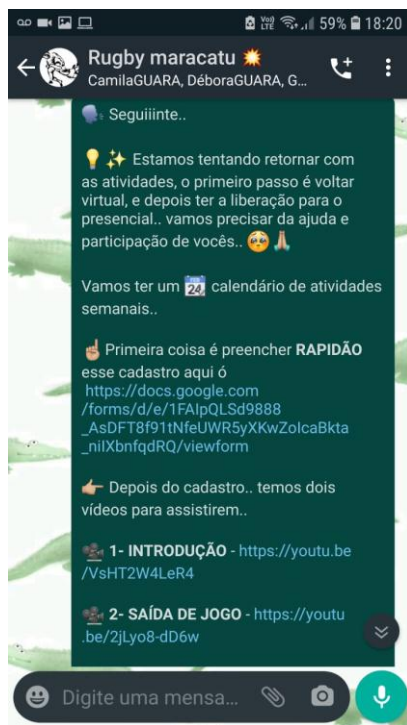 Voi)
LTE 59% 18:20
Rugby maracatu
CamilaGUARA, DéboraGUARA, G...
Seguiiinte..
Estamos tentando retornar com
as atividades, o primeiro passo é voltar
virtual, e depois ter a liberação para o
presencial.. vamos precisar da ajuda e
participação de vocês..
Vamos ter um 24 calendário de atividades
semanais..
Primeira coisa é preencher RAPIDÃO
esse cadastro aqui ó
https://docs.google.com
/forms/d/e/1FAIpQLSd9888
_AsDFT8f91tNfeUWR5yXKwZolcaBkta
_nilXbnfqdRQ/viewform
Depois do cadastro.. temos dois
vídeos para assistirem..
1- INTRODUÇÃO - https://youtu.be
/VsHT2W4LeR4
2- SAÍDA DE JOGO - https://youtu
.be/2jLyo8-dD6w
Digite uma mensa...